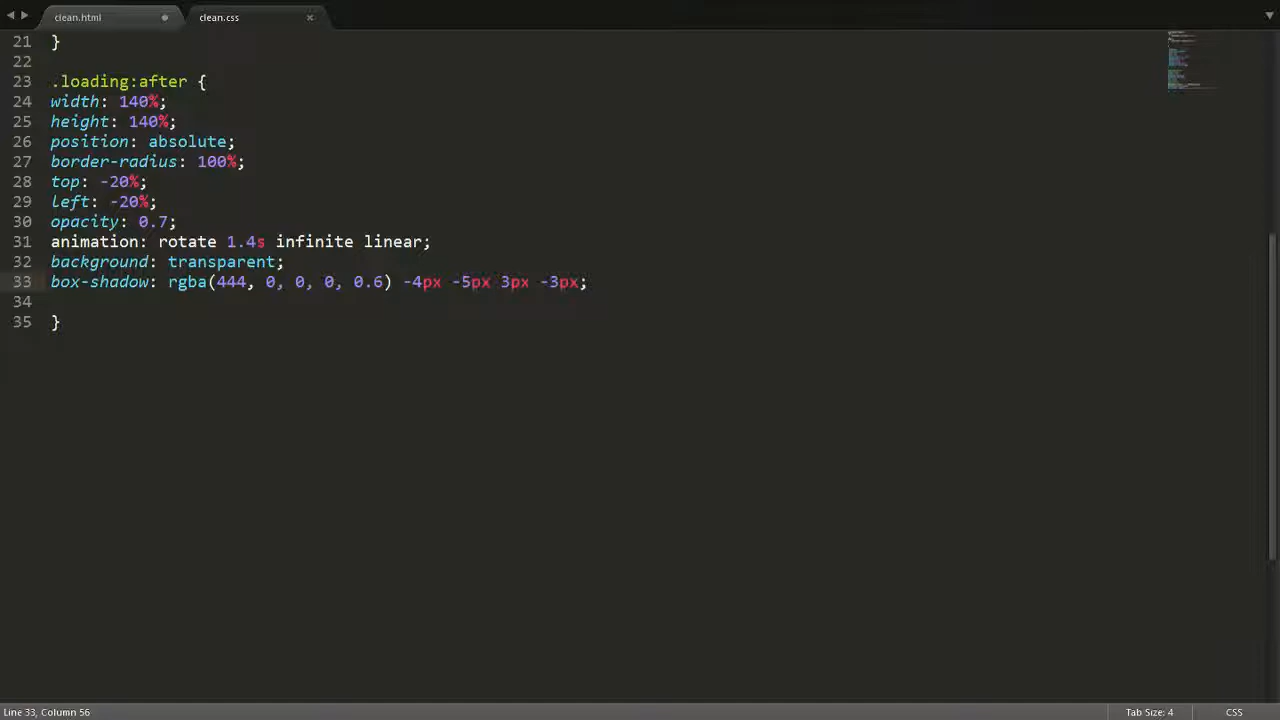 clean.html
clean.css
21 }
22
23 .loading:after {
24 width: 140%;
25 height: 140%;
26 position: absolute;
27 border-radius: 100%;
28 top: -20%;
29 left: -20%;
30 opacity: 0.7;
31 animation: rotate 1.4s infinite linear;
32 background: transparent;
33 box-shadow: rgba(444, 0, 0, 0, 0.6) -4px -5px 3px -3px;
34
35 }
Line 33, Column 56
Tab Size: 4
CSS